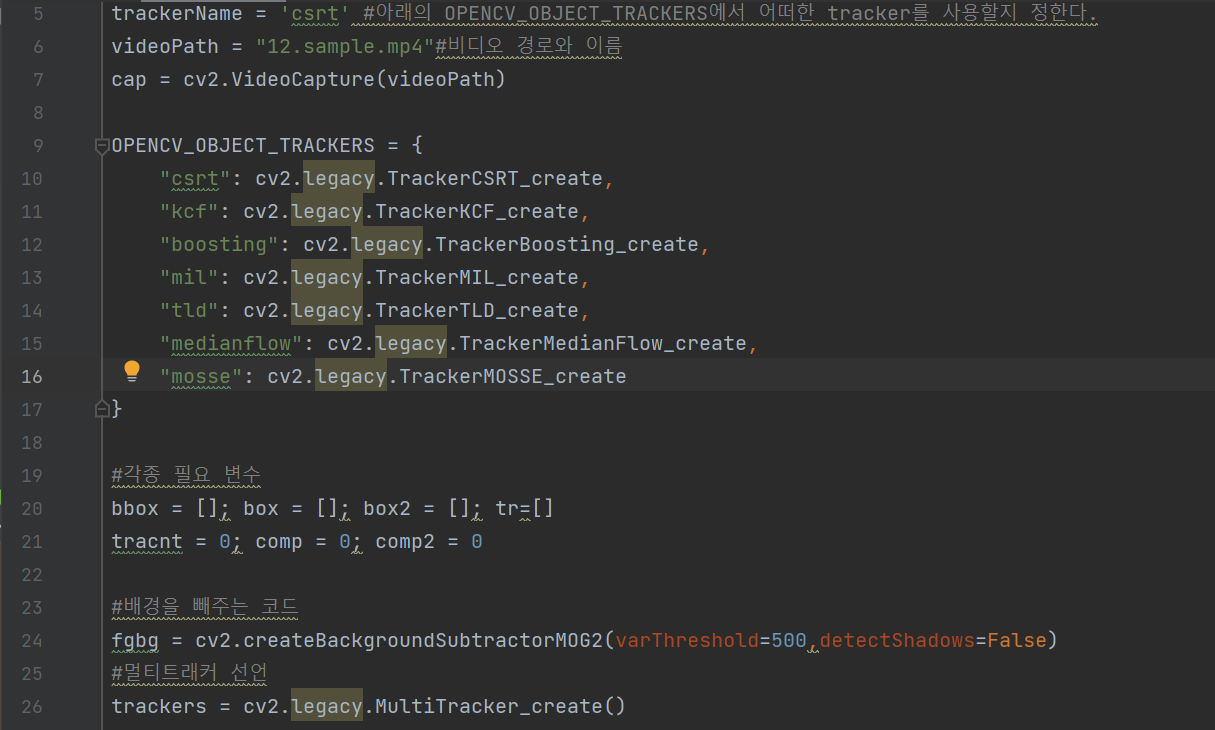 5 trackerName = 'csrt' #아래의 OPENCV_OBJECT_TRACKERS에서 어떠한 tracker를 사용할지 정한다.
6 videoPath = "12.sample.mp4"#비디오 경로와 이름
7 cap = cv2.VideoCapture(videoPath)
8
9 OPENCV_OBJECT_TRACKERS = {
10 "csrt": cv2.legacy.TrackerCSRT_create,
11 "kcf": cv2.legacy.TrackerKCF_create,
12 "boosting": cv2.legacy.TrackerBoosting_create,
13 "mil": cv2.legacy.TrackerMIL_create,
14 "tld": cv2.legacy.TrackerTLD_create,
15 "medianflow": cv2.legacy.TrackerMedianFlow_create,
16 "mosse": cv2.legacy.TrackerMOSSE_create
17 }
18
19 #각종 필요 변수
20 bbox = []; box = []; box2 = []; tr=[]
21 tracnt = 0; comp = 0; comp2 = 0
22
23 #배경을 빼주는 코드
24 fgbg = cv2.createBackgroundSubtractorMOG2(varThreshold=500,detectShadows=False)
25 #멀티트래커 선언
26 trackers = cv2.legacy.MultiTracker_create()